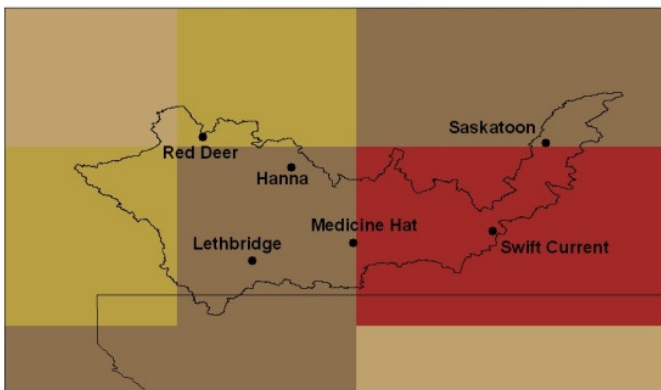 Saskatoon
Red Deer
Hanna
Medicine Hat
Lethbridge
Swift Current